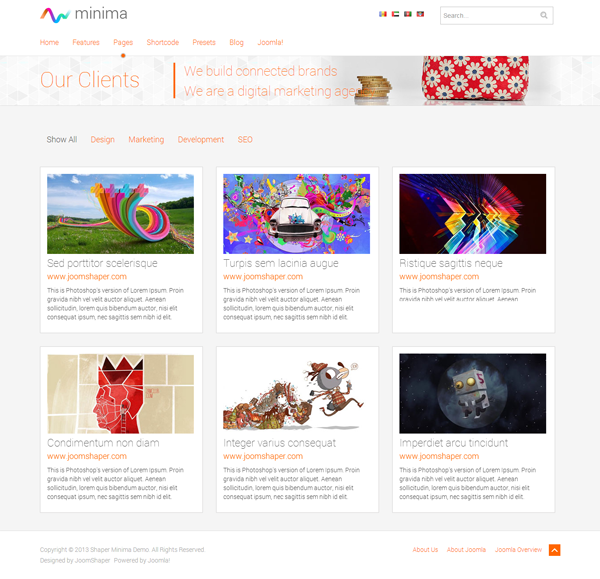 minima
Search...
Home Features Pages Shortcode Presets Blog Joomla!
Our Clients
We build connected brands
We are a digital marketing age
Show All Design Marketing Development SEO
Sed porttitor scelerisque
www.joomshaper.com
This is Photoshop's version of Lorem Ipsum. Proin
gravida nibh vel velit auctor aliquet. Aenean
sollicitudin, lorem quis bibendum auctor, nisi elit
consequat ipsum, nec sagittis sem nibh id elit.
Turpis sem lacinia augue
www.joomshaper.com
This is Photoshop's version of Lorem Ipsum. Proin
gravida nibh vel velit auctor aliquet. Aenean
sollicitudin, lorem quis bibendum auctor, nisi elit
consequat ipsum, nec sagittis sem nibh id elit.
Ristique sagittis neque
www.joomshaper.com
This is Photoshop's version of Lorem Ipsum. Proin
gravida nibh vel velit auctor aliquet. Aenean
Condimentum non diam
www.joomshaper.com
This is Photoshop's version of Lorem Ipsum. Proin
gravida nibh vel velit auctor aliquet. Aenean
sollicitudin, lorem quis bibendum auctor, nisi elit
consequat ipsum, nec sagittis sem nibh id elit.
Integer varius consequat
www.joomshaper.com
This is Photoshop's version of Lorem Ipsum. Proin
gravida nibh vel velit auctor aliquet. Aenean
sollicitudin, lorem quis bibendum auctor, nisi elit
consequat ipsum, nec sagittis sem nibh id elit.
Imperdiet arcu tincidunt
www.joomshaper.com
This is Photoshop's version of Lorem Ipsum. Proin
gravida nibh vel velit auctor aliquet. Aenean
sollicitudin, lorem quis bibendum auctor, nisi elit
consequat ipsum, nec sagittis sem nibh id elit.
Copyright © 2013 Shaper Minima Demo. All Rights Reserved.
Designed by JoomShaper Powered by Joomla!
About Us About Joomla Joomla Overview